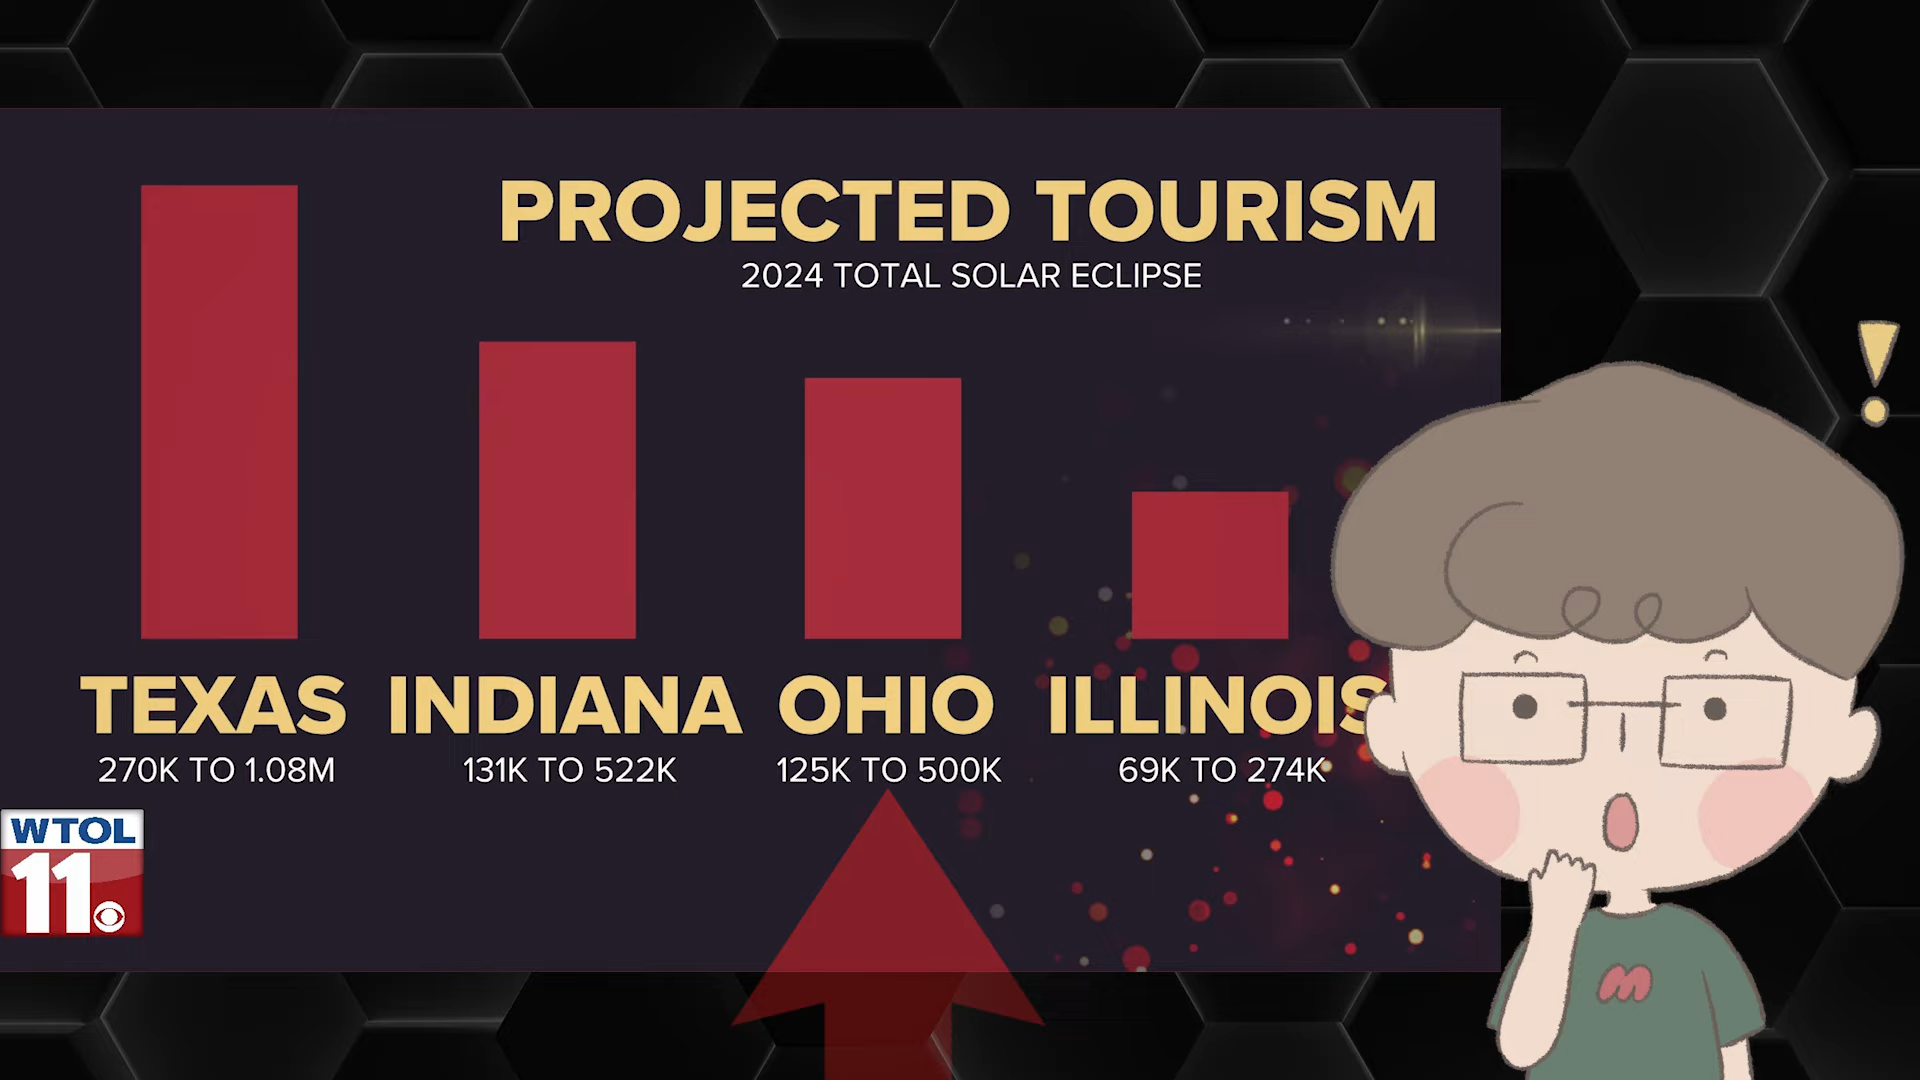 PROJECTED TOURISM
2024 TOTAL SOLAR ECLIPSE
TEXAS
270K TO 1.08M
INDIANA
131K TO 522K
OHIO
125K TO 500K
ILLINOIS
69K TO 274K
WTOL
11
M